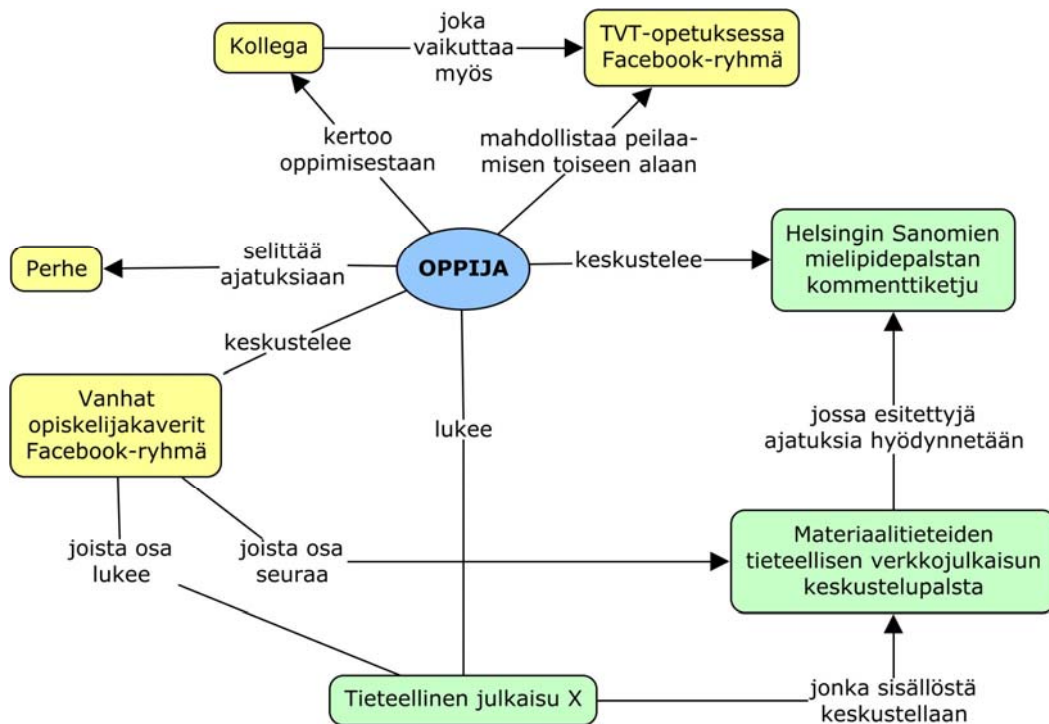 Kollega
joka
vaikuttaa
myös
TVT-opetuksessa
Facebook-ryhmä
kertoo
oppimisestaan
mahdollistaa peilaa-
misen toiseen alaan
Perhe
selittää
ajatuksiaan
OPPIJA
keskustelee
Helsingin Sanomien
mielipidepalstan
kommenttiketju
keskustelee
Vanhat
opiskelijakaverit
Facebook-ryhmä
lukee
jossa esitettyjä
ajatuksia hyödynnetään
joista osa
lukee
joista osa
seuraa
Materiaalitieteiden
tieteellisen verkkojulkaisun
keskustelupalsta
Tieteellinen julkaisu X
jonka sisällöstä
keskustellaan